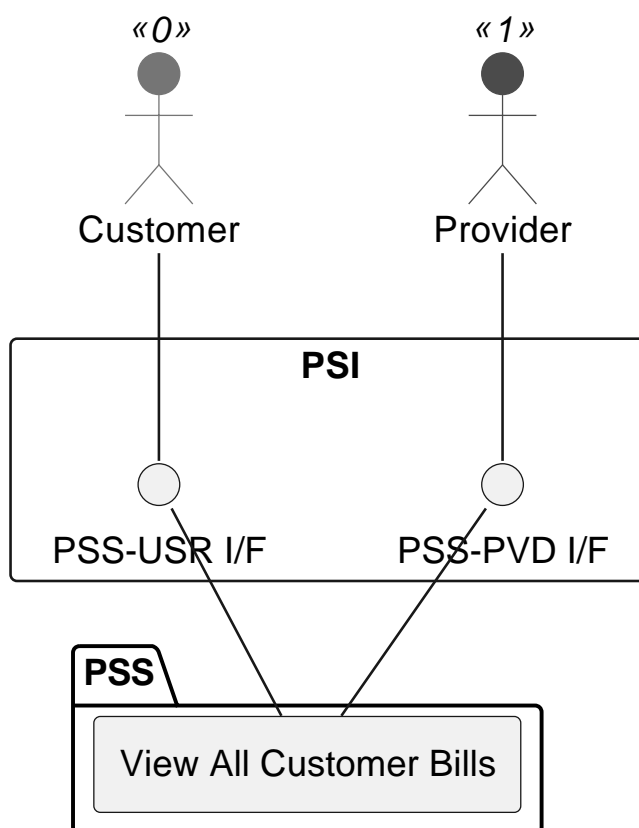 «0» «1»
Customer Provider
PSI
PSS-USR I/F PSS-PVD I/F
PSS
View All Customer Bills